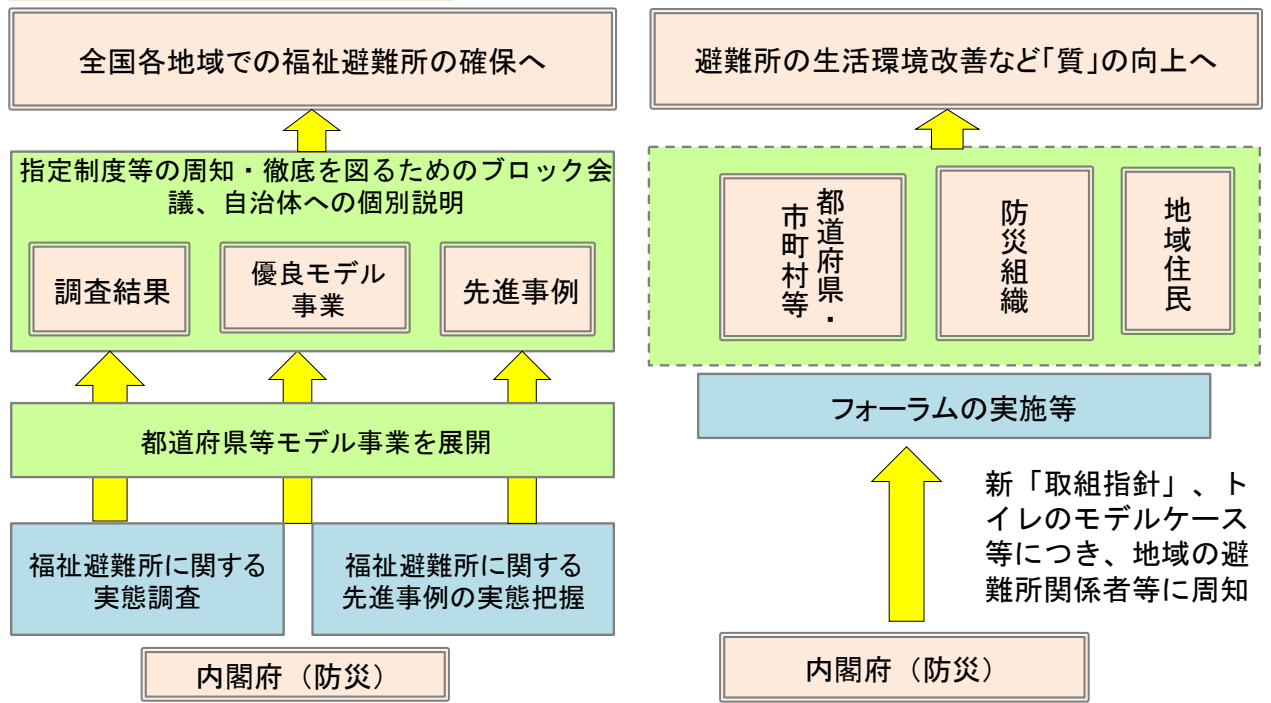 全国各地域での福祉避難所の確保へ
指定制度等の周知・徹底を図るためのブロック会
議、自治体への個別説明
調査結果
優良モデル
事業
先進事例
都道府県等モデル事業を展開
福祉避難所に関する
実態調査
福祉避難所に関する
先進事例の実態把握
内閣府（防災）
避難所の生活環境改善など「質」の向上へ
都道府県・
市町村等
防災組織
地域住民
フォーラムの実施等
新「取組指針」、ト
イレのモデルケース
等につき、地域の避
難所関係者等に周知
内閣府（防災）